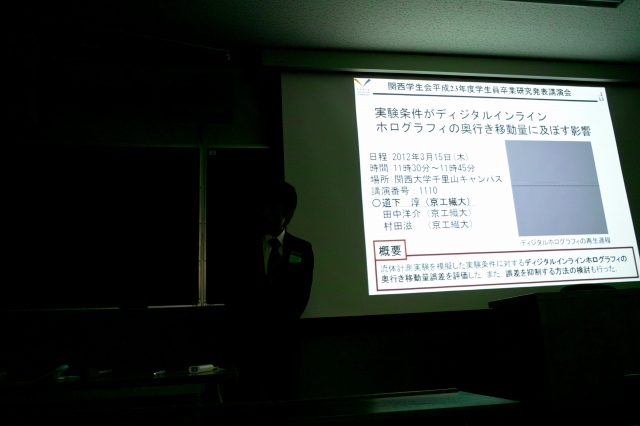 関西学生会平成23年度学生員卒業研究発表講演会
実験条件がディジタルインライン
ホログラフィの奥行き移動量に及ぼす影響
日程:2012年3月15日(木)
時間:11時30分～11時45分
場所:関西大学千里山キャンパス
講演番号:1110
○道下 淳(京工繊大)
田中洋介(京工繊大)
村田滋 (京工繊大)
ディジタルホログラフィの再生過程
概要
流体計測実験を模擬した実験条件に対するディジタルインラインホログラフィの
奥行き移動量誤差を評価した.また,誤差を抑制する方法の検討も行った.